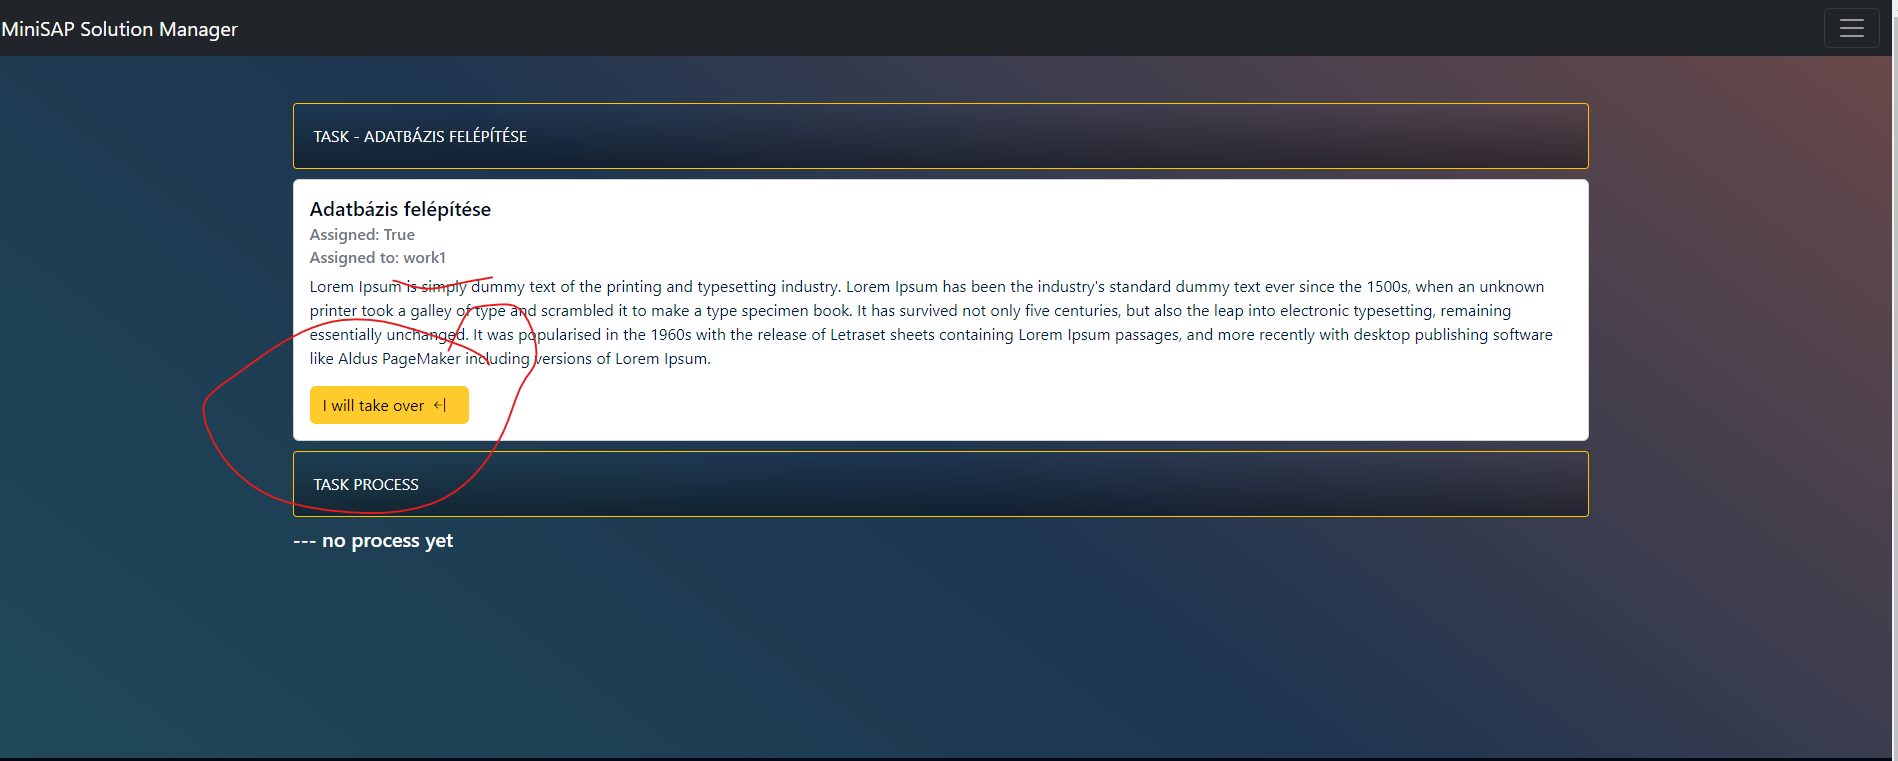 MiniSAP Solution Manager
TASK - ADATBÁZIS FELÉPÍTÉSE
Adatbázis felépítése
Assigned: True
Assigned to: work1
Lorem Ipsum is simply dummy text of the printing and typesetting industry. Lorem Ipsum has been the industry's standard dummy text ever since the 1500s, when an unknown
printer took a galley of type and scrambled it to make a type specimen book. It has survived not only five centuries, but also the leap into electronic typesetting, remaining
essentially unchanged. It was popularised in the 1960s with the release of Letraset sheets containing Lorem Ipsum passages, and more recently with desktop publishing software
like Aldus PageMaker including versions of Lorem Ipsum.
I will take over
TASK PROCESS
--- no process yet